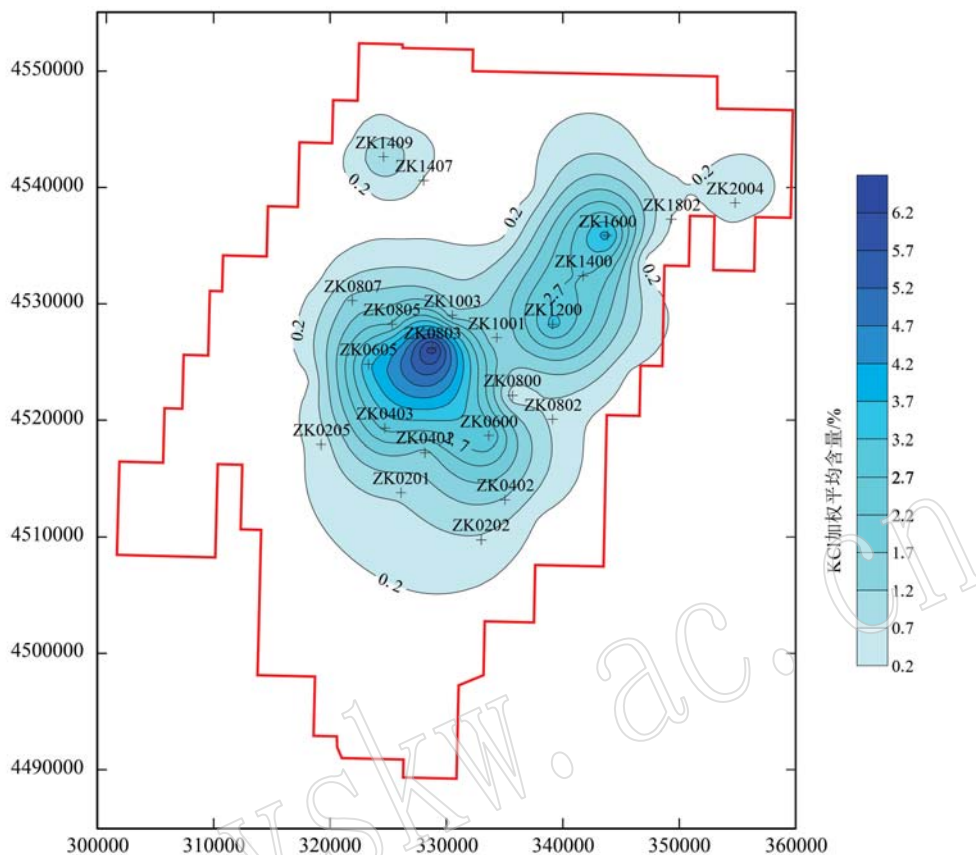 4550000
4540000
4530000
4520000
4510000
4500000
4490000
300000 310000 320000 330000 340000 350000 360000
ZK1409
ZK1407
0.2
0.2
ZK2004
ZK1802
0.2
ZK1600
ZK1400
0.2
2.7
ZK0807
ZK1003
ZK1200
ZK0805
ZK1001
ZK0803
0.2
ZK0605
ZK0800
ZK0403
ZK0802
ZK0600
ZK0205
ZK0401
1.7
ZK0201
ZK0402
ZK0202
0.2
KCl加权平均含量/%
6.2
5.7
5.2
4.7
4.2
3.7
3.2
2.7
2.2
1.7
1.2
0.7
0.2
yskw.ac.cn